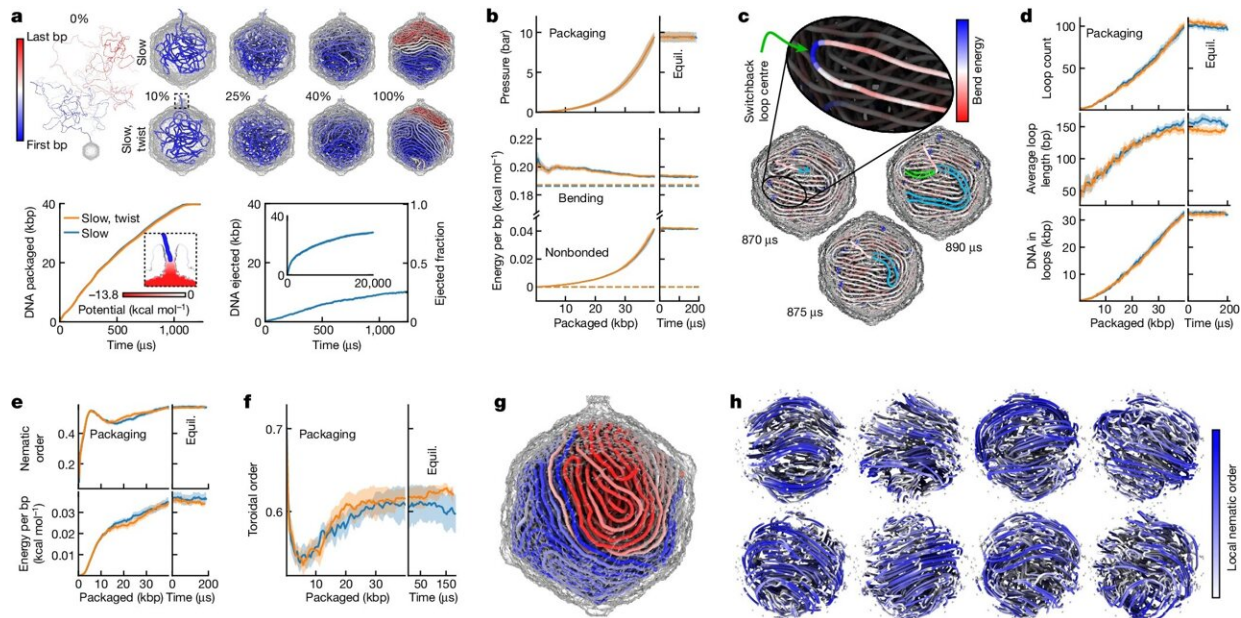 a
0%
Last bp
First bp
Slow
10%
25%
40%
100%
Slow,
twist
DNA packaged (kbp)
40
20
0
Slow, twist
Slow
−13.8
0
Potential (kcal mol−1)
0
500
1,000
Time (µs)
DNA ejected (kbp)
40
20
0
40
0
0
20,000
1.0
0.5
0
Ejected fraction
0
500
1,000
Time (µs)
b
Pressure (bar)
10
5
0
Packaging
Equil.
Energy per bp (kcal mol−1)
0.22
0.20
0.18
Bending
0.04
0.02
0
Nonbonded
10
20
30
0
200
Packaged (kbp)
Time (µs)
c
Switchback
loop centre
Bend energy
870 µs
890 µs
875 µs
d
Loop count
100
50
Packaging
Equil.
Average loop
length (bp)
150
100
50
DNA in
loops (kbp)
30
20
10
0
10
20
30
0
200
Packaged (kbp)
Time (µs)
e
Nematic
order
0.4
0.2
Packaging
Equil.
Energy per bp
(kcal mol−1)
0.03
0.02
0.01
0
10
20
30
0
200
Packaged (kbp)
Time (µs)
f
Toroidal order
0.7
0.6
Packaging
Equil.
10
20
30
50
150
Packaged (kbp)
Time (µs)
g
h
Local nematic order